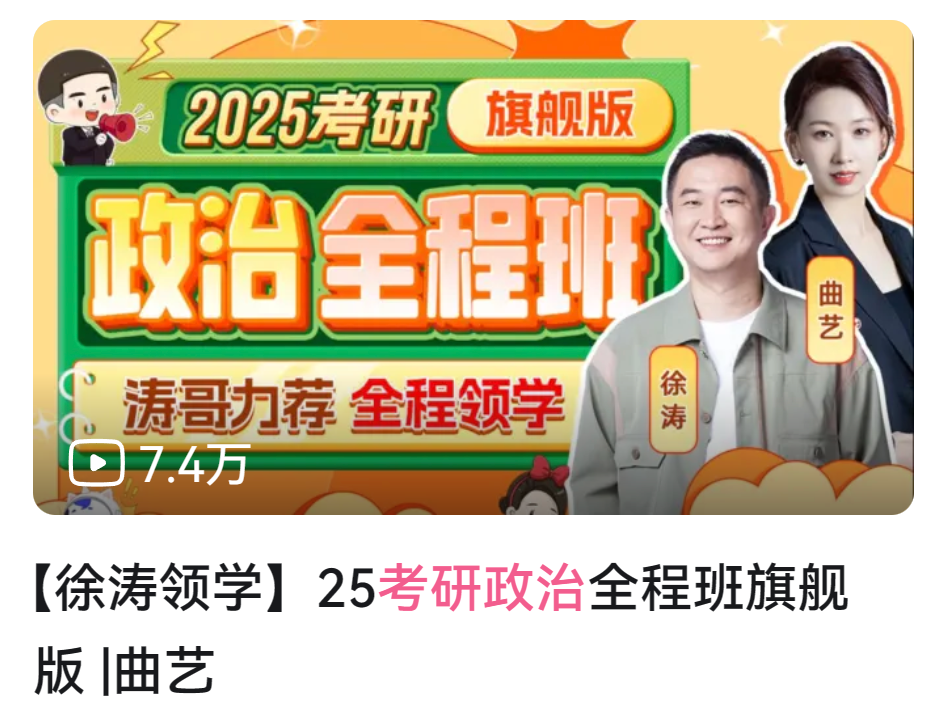 2025考研 旗舰版
政治全程班
涛哥力荐 全程领学
曲艺
徐涛
7.4万
【徐涛领学】25考研政治全程班旗舰
版 |曲艺